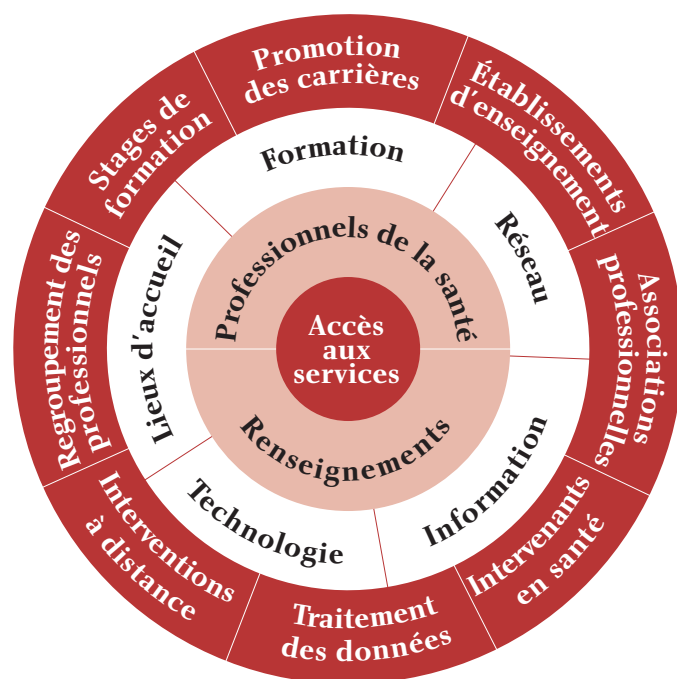 Promotion
des carrières
Établissements
d'enseignement
Associations
professionnelles
Intervenants
en santé
Traitement
des données
Interventions
à distance
Regroupement des
professionnels
Stages de
formation
Formation
Réseau
Information
Technologie
Lieux d'accueil
Professionnels de la santé
Renseignements
Accès
aux
services